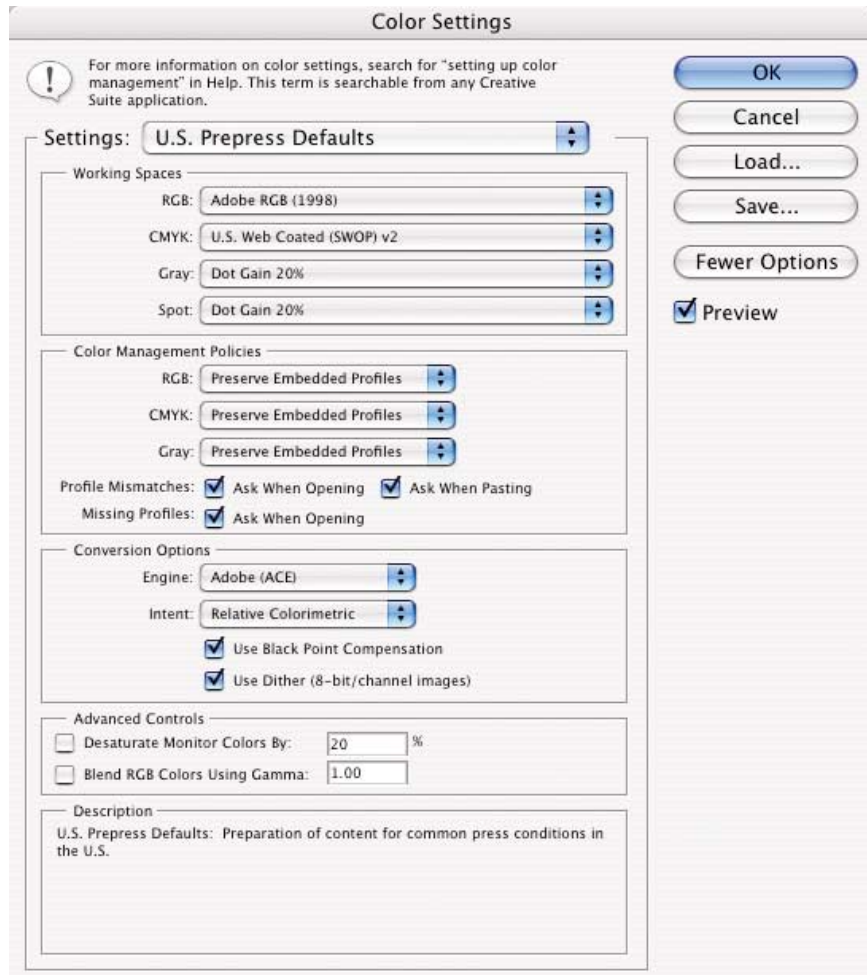 Color Settings
For more information on color settings, search for "setting up color
management" in Help. This term is searchable from any Creative
Suite application.
Settings: U.S. Prepress Defaults
Working Spaces
RGB: Adobe RGB (1998)
CMYK: U.S. Web Coated (SWOP) v2
Gray: Dot Gain 20%
Spot: Dot Gain 20%
Color Management Policies
RGB: Preserve Embedded Profiles
CMYK: Preserve Embedded Profiles
Gray: Preserve Embedded Profiles
Profile Mismatches: Ask When Opening Ask When Pasting
Missing Profiles: Ask When Opening
Conversion Options
Engine: Adobe (ACE)
Intent: Relative Colorimetric
Use Black Point Compensation
Use Dither (8-bit/channel images)
Advanced Controls
Desaturate Monitor Colors By: 20 %
Blend RGB Colors Using Gamma: 1.00
Description
U.S. Prepress Defaults: Preparation of content for common press conditions in
the U.S.
OK
Cancel
Load...
Save...
Fewer Options
Preview